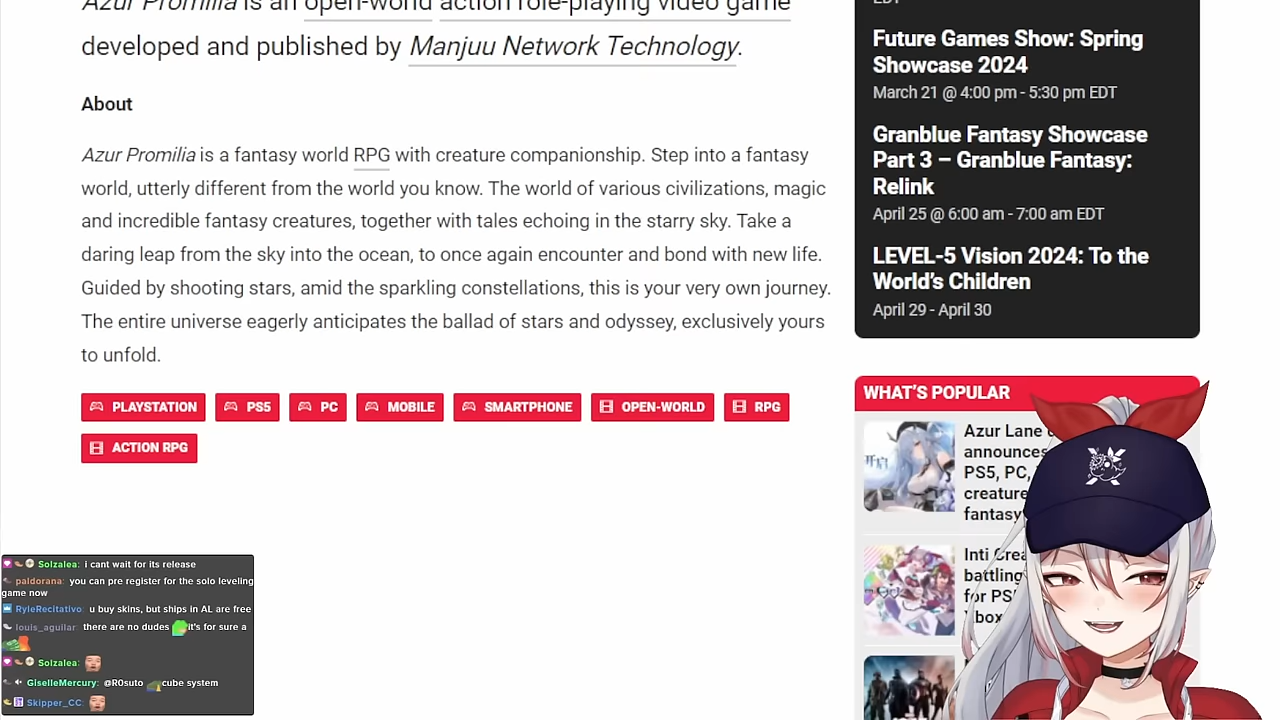 Azur Promilia is an open-world action role-playing video game
developed and published by Manjuu Network Technology.
About
Azur Promilia is a fantasy world RPG with creature companionship. Step into a fantasy
world, utterly different from the world you know. The world of various civilizations, magic
and incredible fantasy creatures, together with tales echoing in the starry sky. Take a
daring leap from the sky into the ocean, to once again encounter and bond with new life.
Guided by shooting stars, amid the sparkling constellations, this is your very own journey.
The entire universe eagerly anticipates the ballad of stars and odyssey, exclusively yours
to unfold.
PLAYSTATION PS5 PC MOBILE SMARTPHONE OPEN-WORLD RPG
ACTION RPG
EDT
Future Games Show: Spring
Showcase 2024
March 21 @ 4:00 pm - 5:30 pm EDT
Granblue Fantasy Showcase
Part 3 – Granblue Fantasy:
Relink
April 25 @ 6:00 am - 7:00 am EDT
LEVEL-5 Vision 2024: To the
World's Children
April 29 - April 30
WHAT'S POPULAR
开启
Azur Lane
announces
PS5, PC,
creature
fantasy
Inti Crea
battling
for PS
Xbox
Solzalea: i cant wait for its release
paldorana: you can pre register for the solo leveling
game now
RyleRecitativo: u buy skins, but ships in AL are free
louis_aguilar: there are no dudes it's for sure a
Solzalea:
GiselleMercury: @R0suto cube system
Skipper_CC: